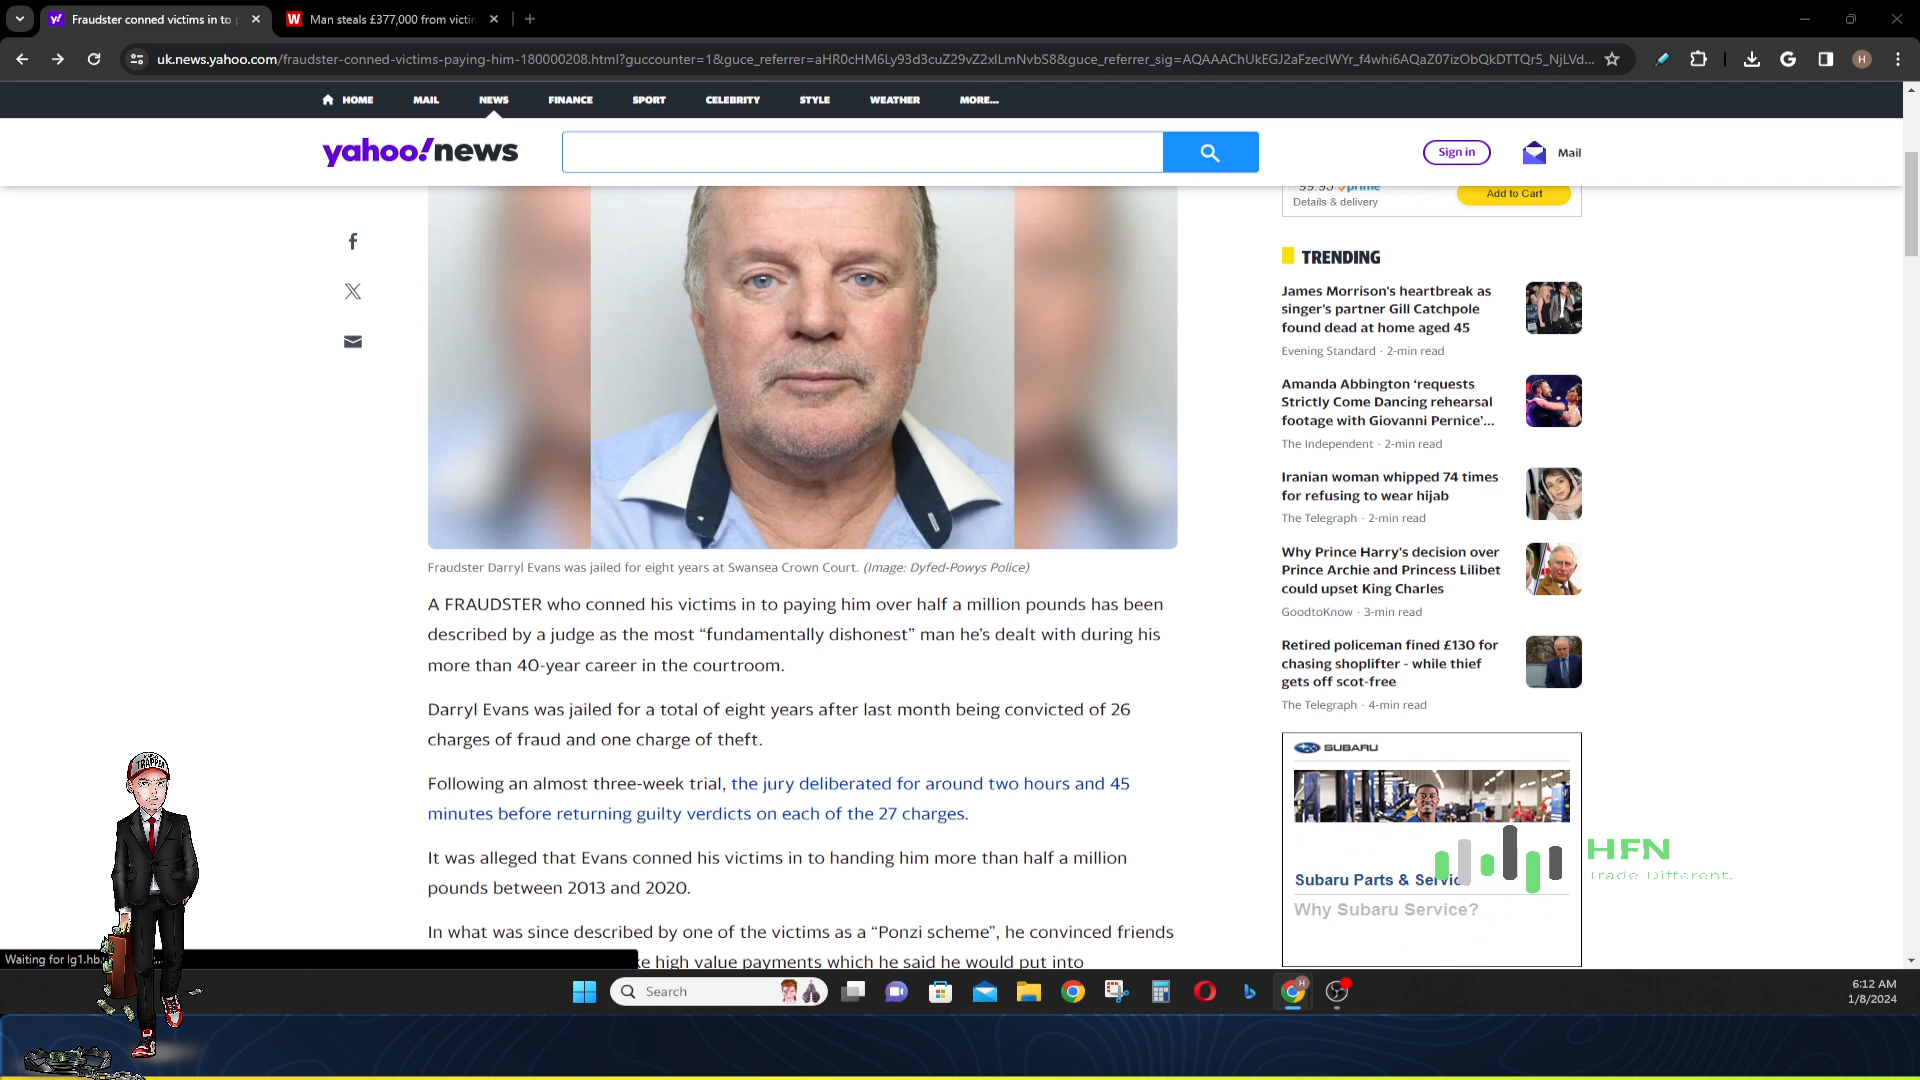 Fraudster conned victims in to
Man steals £377,000 from victim
uk.news.yahoo.com/fraudster-conned-victims-paying-him-180000208.html?guccounter=1&guce_referrer=aHR0cHM6Ly93d3cuZ29vZ2xlLmNvbS8&guce_referrer_sig=AQAAAChUkEGJ2aFzecIWYr_f4whi6AQaZ07izObQkDTTQr5_NjLVd...
HOME MAIL NEWS FINANCE SPORT CELEBRITY STYLE WEATHER MORE...
yahoo!news
Sign in
Mail
prime
Details & delivery
Add to Cart
TRENDING
James Morrison's heartbreak as
singer's partner Gill Catchpole
found dead at home aged 45
Evening Standard · 2-min read
Amanda Abbington ‘requests
Strictly Come Dancing rehearsal
footage with Giovanni Pernice’...
The Independent · 2-min read
Iranian woman whipped 74 times
for refusing to wear hijab
The Telegraph · 2-min read
Why Prince Harry's decision over
Prince Archie and Princess Lilibet
could upset King Charles
GoodtoKnow · 3-min read
Retired policeman fined £130 for
chasing shoplifter - while thief
gets off scot-free
The Telegraph · 4-min read
SUBARU
Subaru Parts & Servic
Why Subaru Service?
HFN
Trade Different.
Fraudster Darryl Evans was jailed for eight years at Swansea Crown Court. (Image: Dyfed-Powys Police)
A FRAUDSTER who conned his victims in to paying him over half a million pounds has been
described by a judge as the most “fundamentally dishonest” man he’s dealt with during his
more than 40-year career in the courtroom.
Darryl Evans was jailed for a total of eight years after last month being convicted of 26
charges of fraud and one charge of theft.
Following an almost three-week trial, the jury deliberated for around two hours and 45
minutes before returning guilty verdicts on each of the 27 charges.
It was alleged that Evans conned his victims in to handing him more than half a million
pounds between 2013 and 2020.
In what was since described by one of the victims as a “Ponzi scheme”, he convinced friends
ke high value payments which he said he would put into
TRAPPER
Waiting for lg1.hb.
Search
6:12 AM
1/8/2024